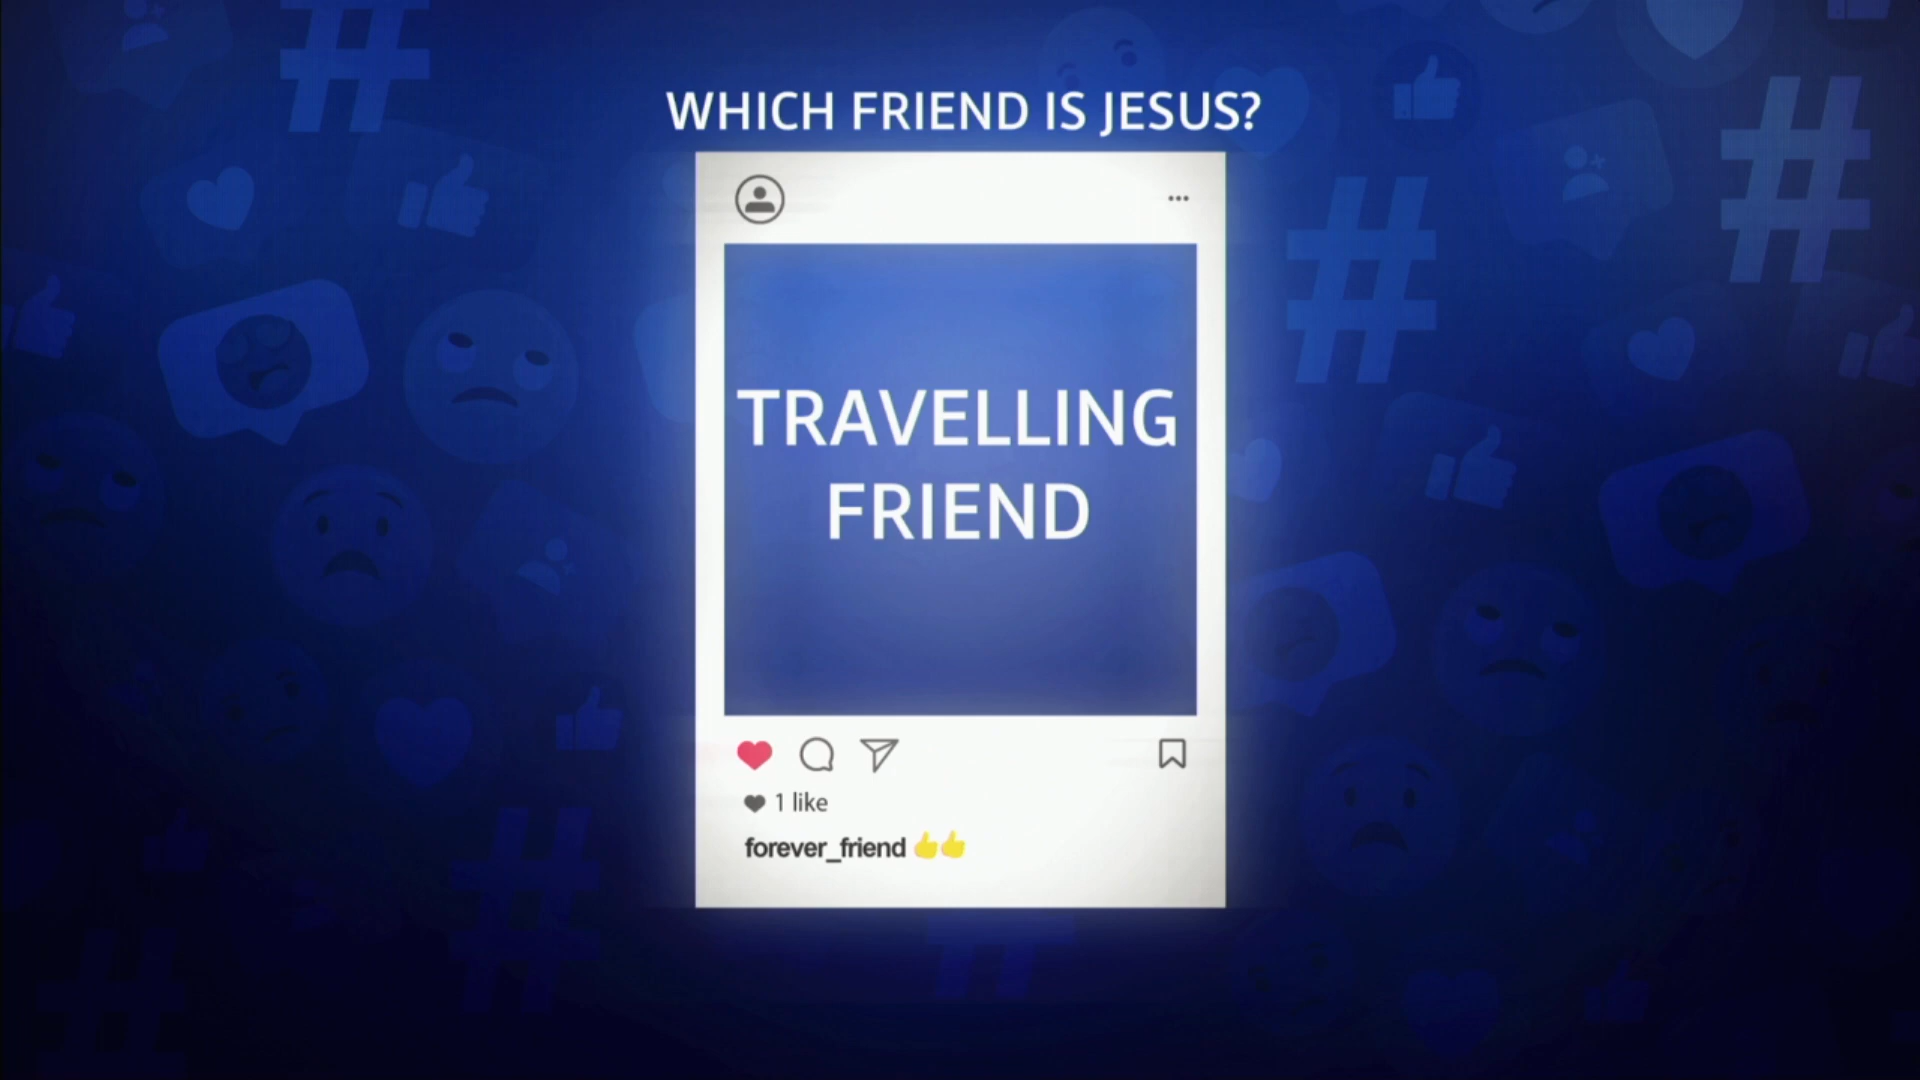 WHICH FRIEND IS JESUS?
TRAVELLING
FRIEND
1 like
forever_friend 👍👍